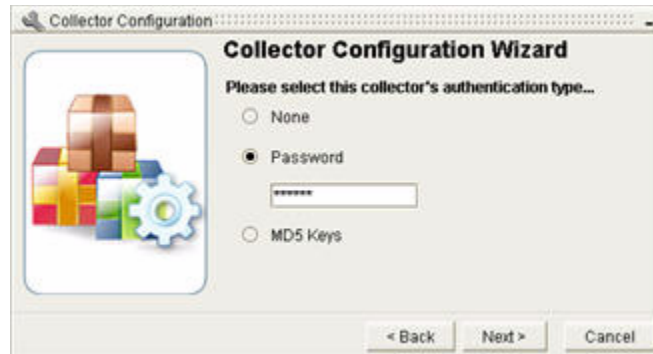 Collector Configuration
Collector Configuration Wizard
Please select this collector's authentication type...
None
Password
******
MD5 Keys
< Back Next > Cancel